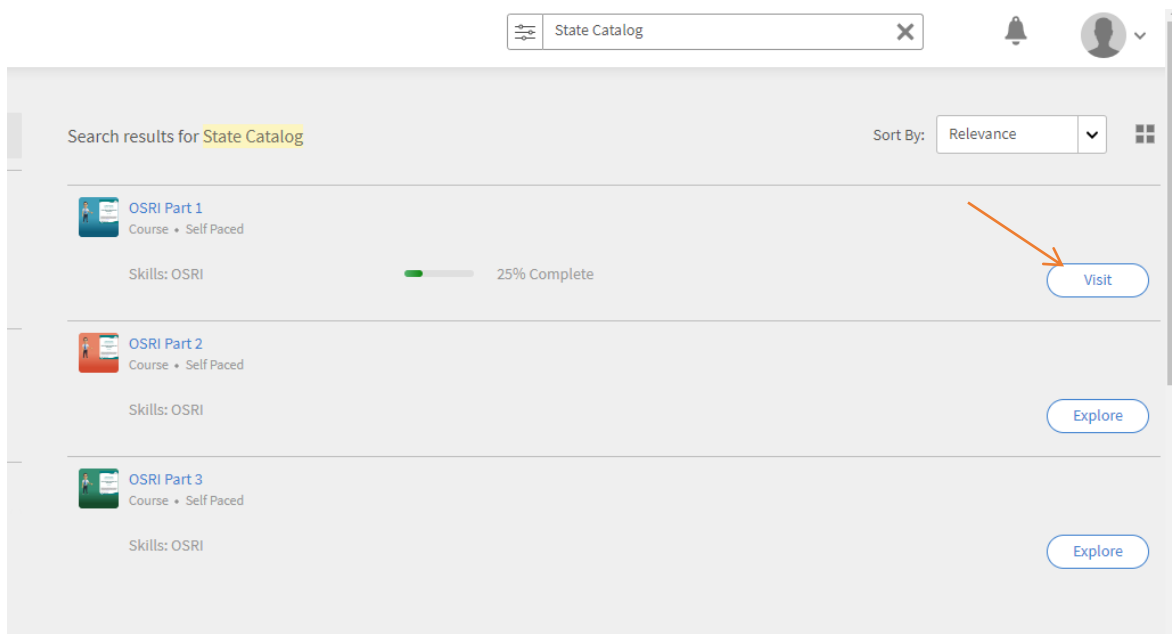 State Catalog
Search results for State Catalog
Sort By: Relevance
OSRI Part 1
Course • Self Paced
Skills: OSRI
25% Complete
Visit
OSRI Part 2
Course • Self Paced
Skills: OSRI
Explore
OSRI Part 3
Course • Self Paced
Skills: OSRI
Explore